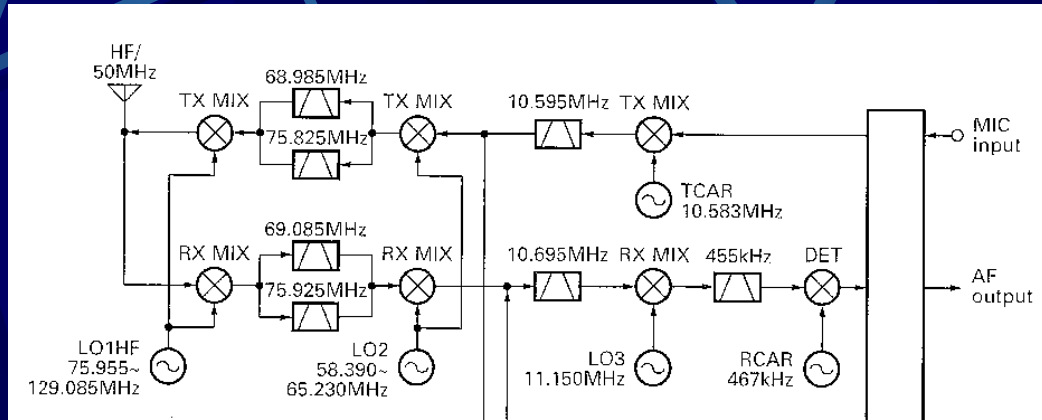 HF/
50MHz
68.985MHz
TX MIX
TX MIX
10.595MHz
TX MIX
75.825MHz
MIC
input
TCAR
10.583MHz
69.085MHz
RX MIX
RX MIX
10.695MHz
RX MIX
455kHz
DET
75.925MHz
AF
output
LO1HF
75.955~
129.085MHz
LO2
58.390~
65.230MHz
LO3
11.150MHz
RCAR
467kHz